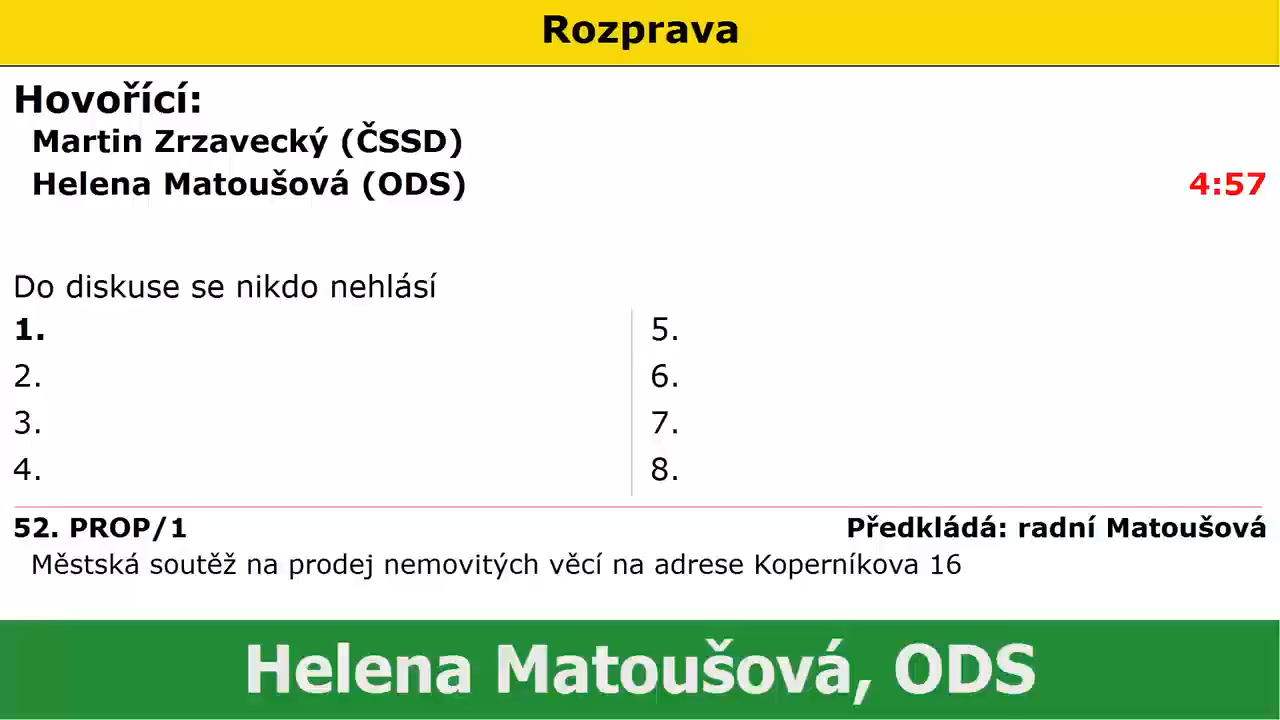 Rozprava
Hovořící:
Martin Zrzavecký (ČSSD)
Helena Matoušová (ODS) 4:57
Do diskuse se nikdo nehlásí
1.
2.
3.
4.
5.
6.
7.
8.
52. PROP/1 Předkládá: radní Matoušová
Městská soutěž na prodej nemovitých věcí na adrese Koperníkova 16
Helena Matoušová, ODS